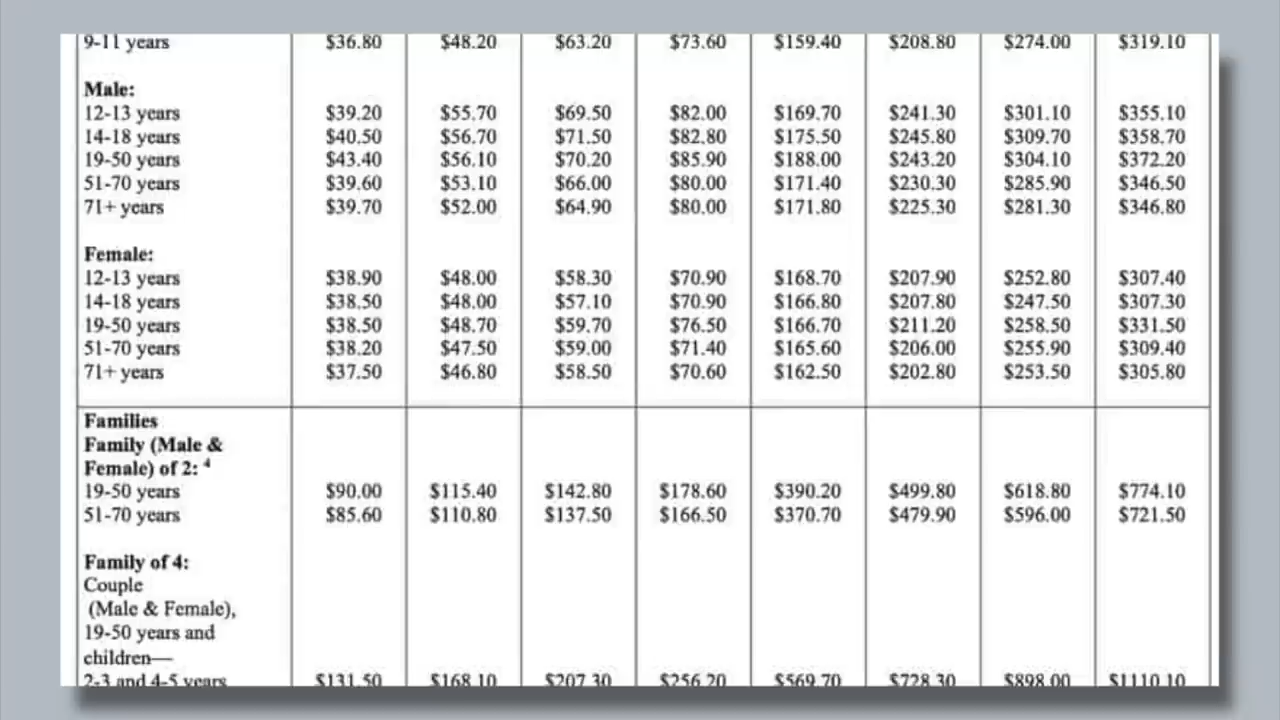 9-11 years $36.80 $48.20 $63.20 $73.60 $159.40 $208.80 $274.00 $319.10
Male:
12-13 years $39.20 $55.70 $69.50 $82.00 $169.70 $241.30 $301.10 $355.10
14-18 years $40.50 $56.70 $71.50 $82.80 $175.50 $245.80 $309.70 $358.70
19-50 years $43.40 $56.10 $70.20 $85.90 $188.00 $243.20 $304.10 $372.20
51-70 years $39.60 $53.10 $66.00 $80.00 $171.40 $230.30 $285.90 $346.50
71+ years $39.70 $52.00 $64.90 $80.00 $171.80 $225.30 $281.30 $346.80
Female:
12-13 years $38.90 $48.00 $58.30 $70.90 $168.70 $207.90 $252.80 $307.40
14-18 years $38.50 $48.00 $57.10 $70.90 $166.80 $207.80 $247.50 $307.30
19-50 years $38.50 $48.70 $59.70 $76.50 $166.70 $211.20 $258.50 $331.50
51-70 years $38.20 $47.50 $59.00 $71.40 $165.60 $206.00 $255.90 $309.40
71+ years $37.50 $46.80 $58.50 $70.60 $162.50 $202.80 $253.50 $305.80
Families
Family (Male &
Female) of 2: 4
19-50 years $90.00 $115.40 $142.80 $178.60 $390.20 $499.80 $618.80 $774.10
51-70 years $85.60 $110.80 $137.50 $166.50 $370.70 $479.90 $596.00 $721.50
Family of 4:
Couple
(Male & Female),
19-50 years and
children—
2-3 and 4-5 years $131.50 $168.10 $207.30 $256.20 $569.70 $728.30 $898.00 $1110.10